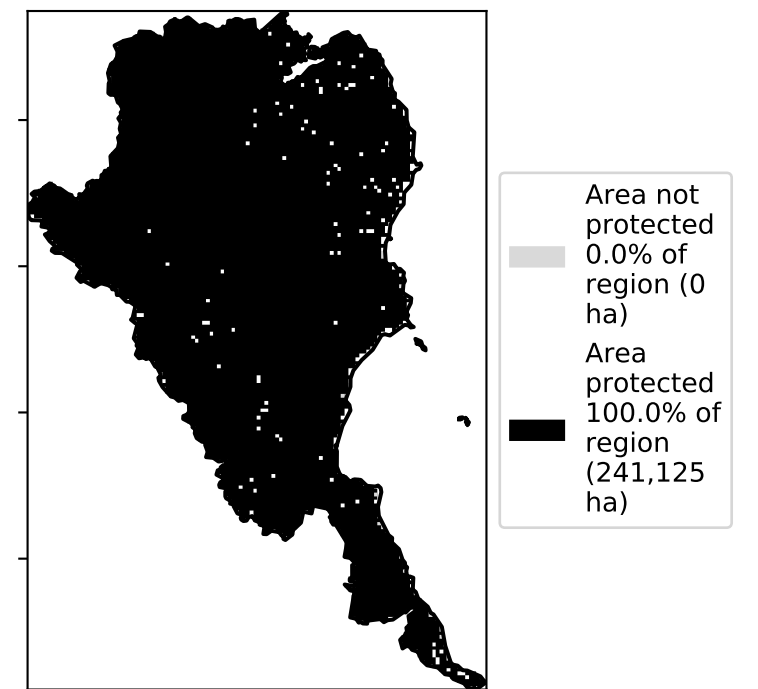 Area not
protected
0.0% of
region (0
ha)
Area
protected
100.0% of
region
(241,125
ha)